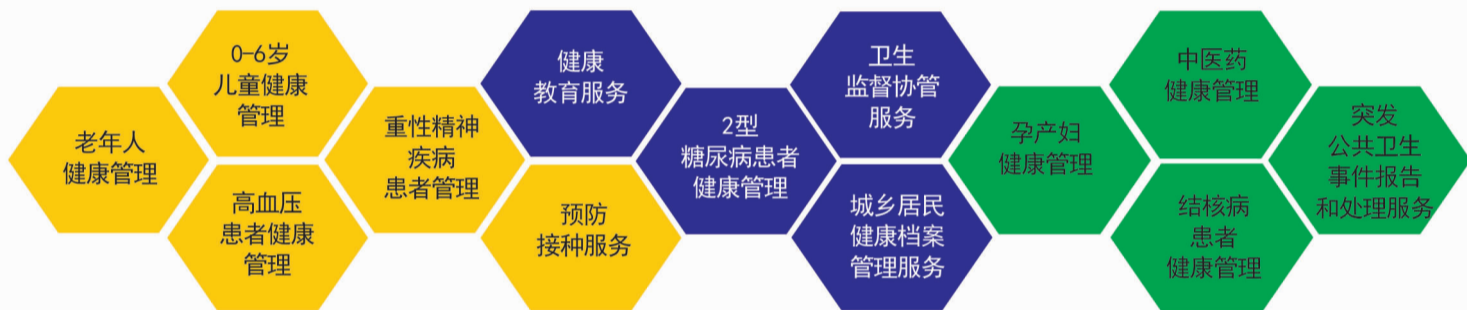 老年人
健康管理
0-6岁
儿童健康
管理
高血压
患者健康
管理
重性精神
疾病
患者管理
健康
教育服务
预防
接种服务
2型
糖尿病患者
健康管理
卫生
监督协管
服务
城乡居民
健康档案
管理服务
孕产妇
健康管理
中医药
健康管理
结核病
患者
健康管理
突发
公共卫生
事件报告
和处理服务